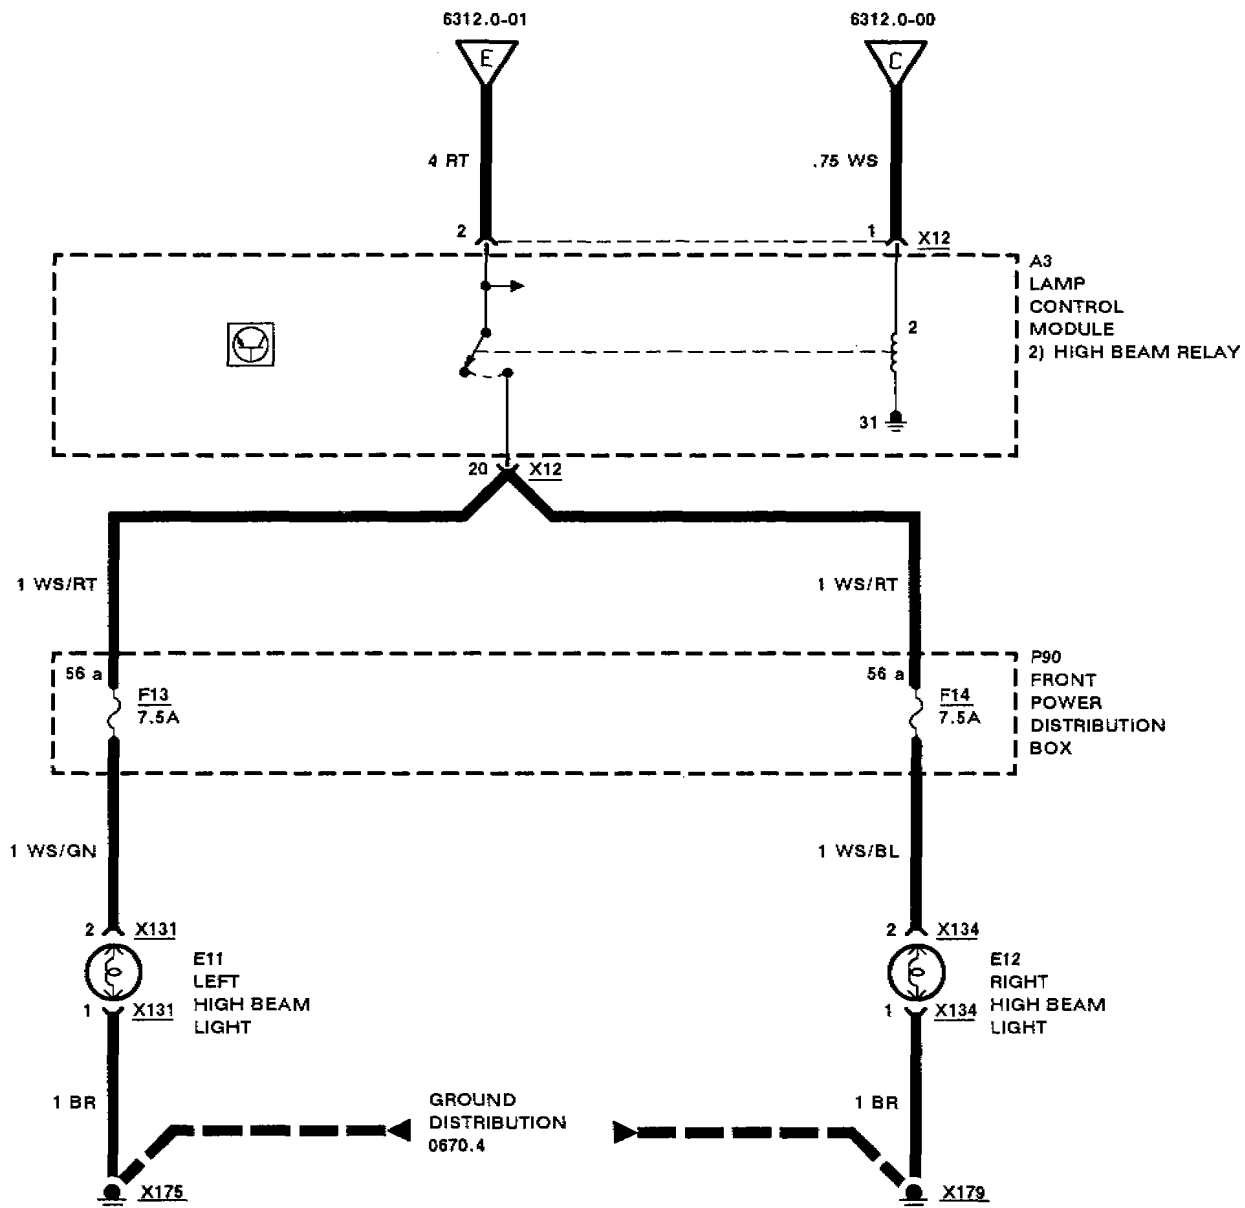 6312.0-01
6312.0-00
E
C
4 RT
.75 WS
2
1
X12
A3
LAMP
CONTROL
MODULE
2) HIGH BEAM RELAY
2
31
20
X12
1 WS/RT
1 WS/RT
56 a
F13
7.5A
56 a
F14
7.5A
P90
FRONT
POWER
DISTRIBUTION
BOX
1 WS/GN
1 WS/BL
2
X131
2
X134
E11
LEFT
HIGH BEAM
LIGHT
E12
RIGHT
HIGH BEAM
LIGHT
1
X131
1
X134
1 BR
GROUND
DISTRIBUTION
0670.4
1 BR
X175
X179